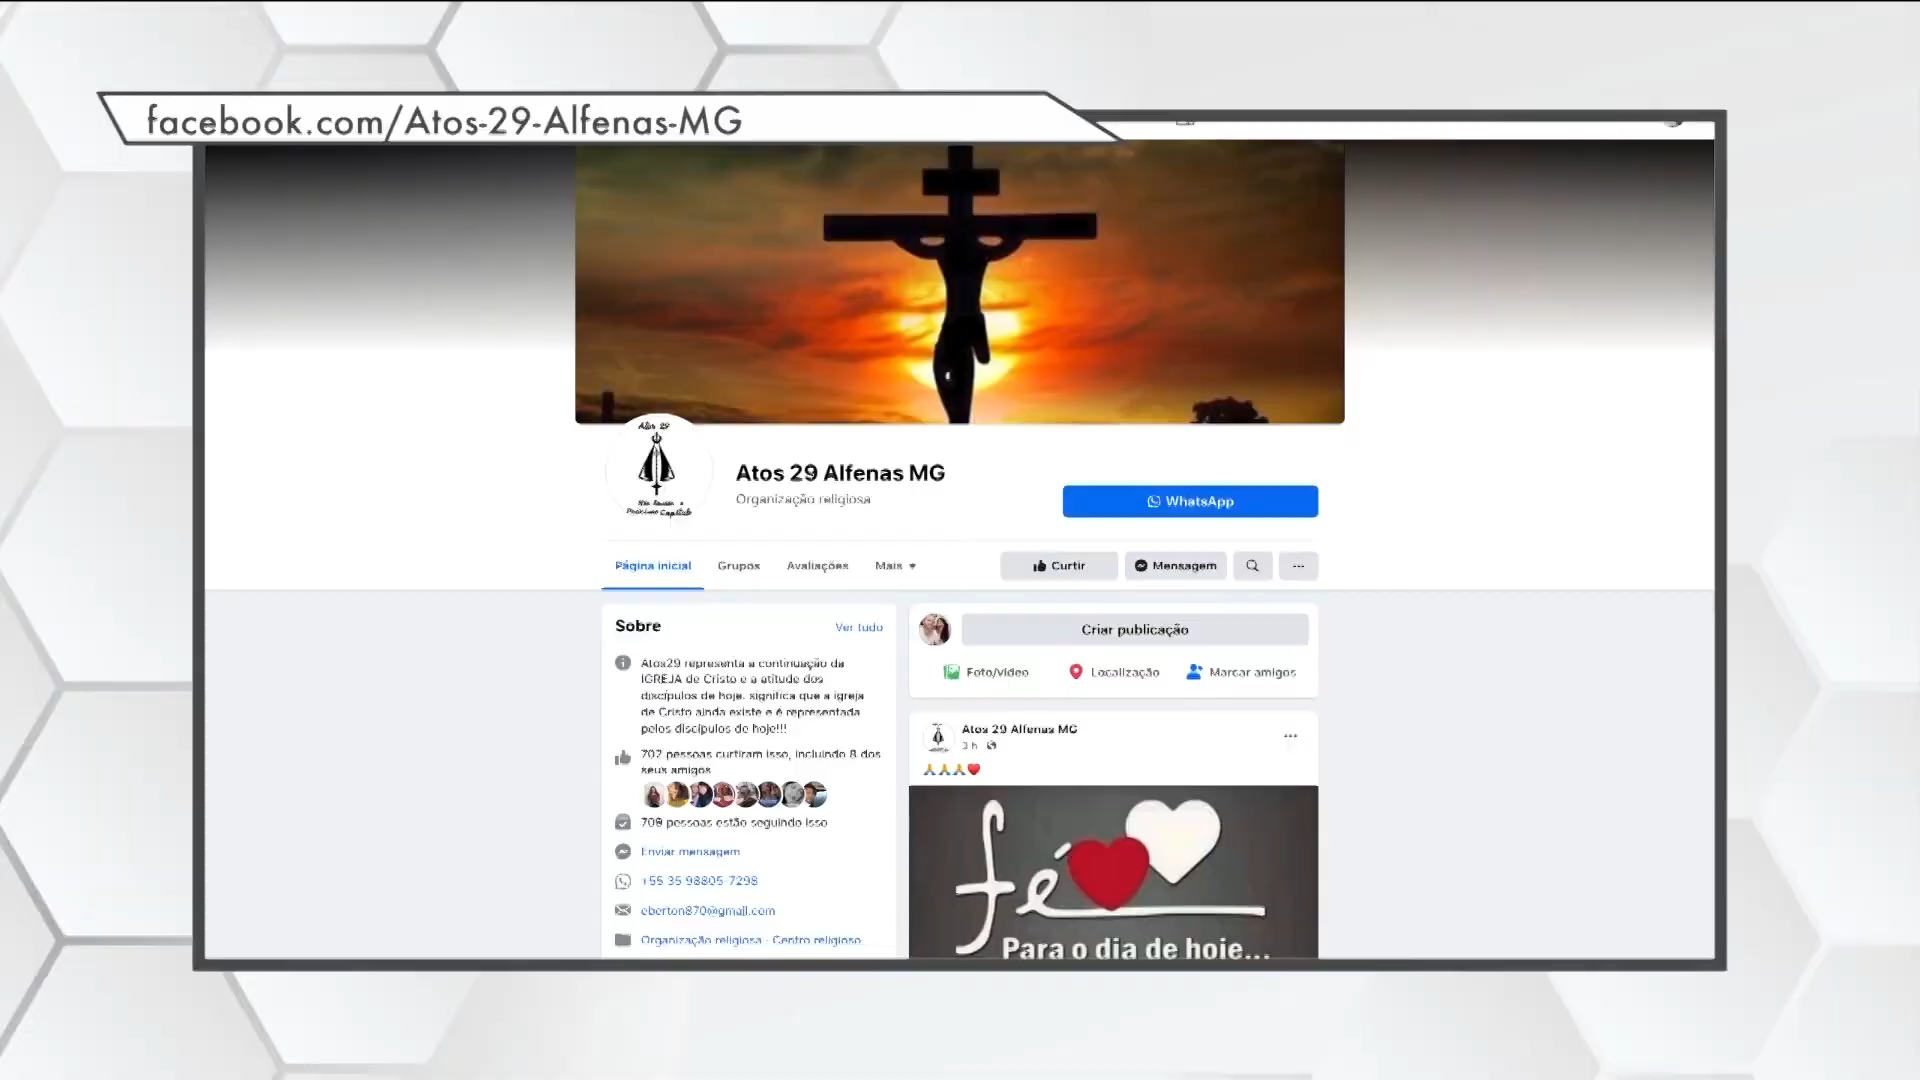 facebook.com/Atos-29-Alfenas-MG
Atos 29
Próximo Capítulo
Atos 29 Alfenas MG
Organização religiosa
WhatsApp
Página inicial
Grupos
Avaliações
Mais
Curtir
Mensagem
...
Sobre
Ver tudo
Atos29 representa a continuação da
IGREJA de Cristo e a atitude dos
discípulos de hoje. significa que a igreja
de Cristo ainda existe e é representada
pelos discípulos de hoje!!!
702 pessoas curtiram isso, incluindo 8 dos
seus amigos
709 pessoas estão seguindo isso
Enviar mensagem
+55 35 98805-7298
eberton870@gmail.com
Organização religiosa · Centro religioso
Criar publicação
Foto/vídeo
Localização
Marcar amigos
Atos 29 Alfenas MG
3 h
...
fé
Para o dia de hoje...